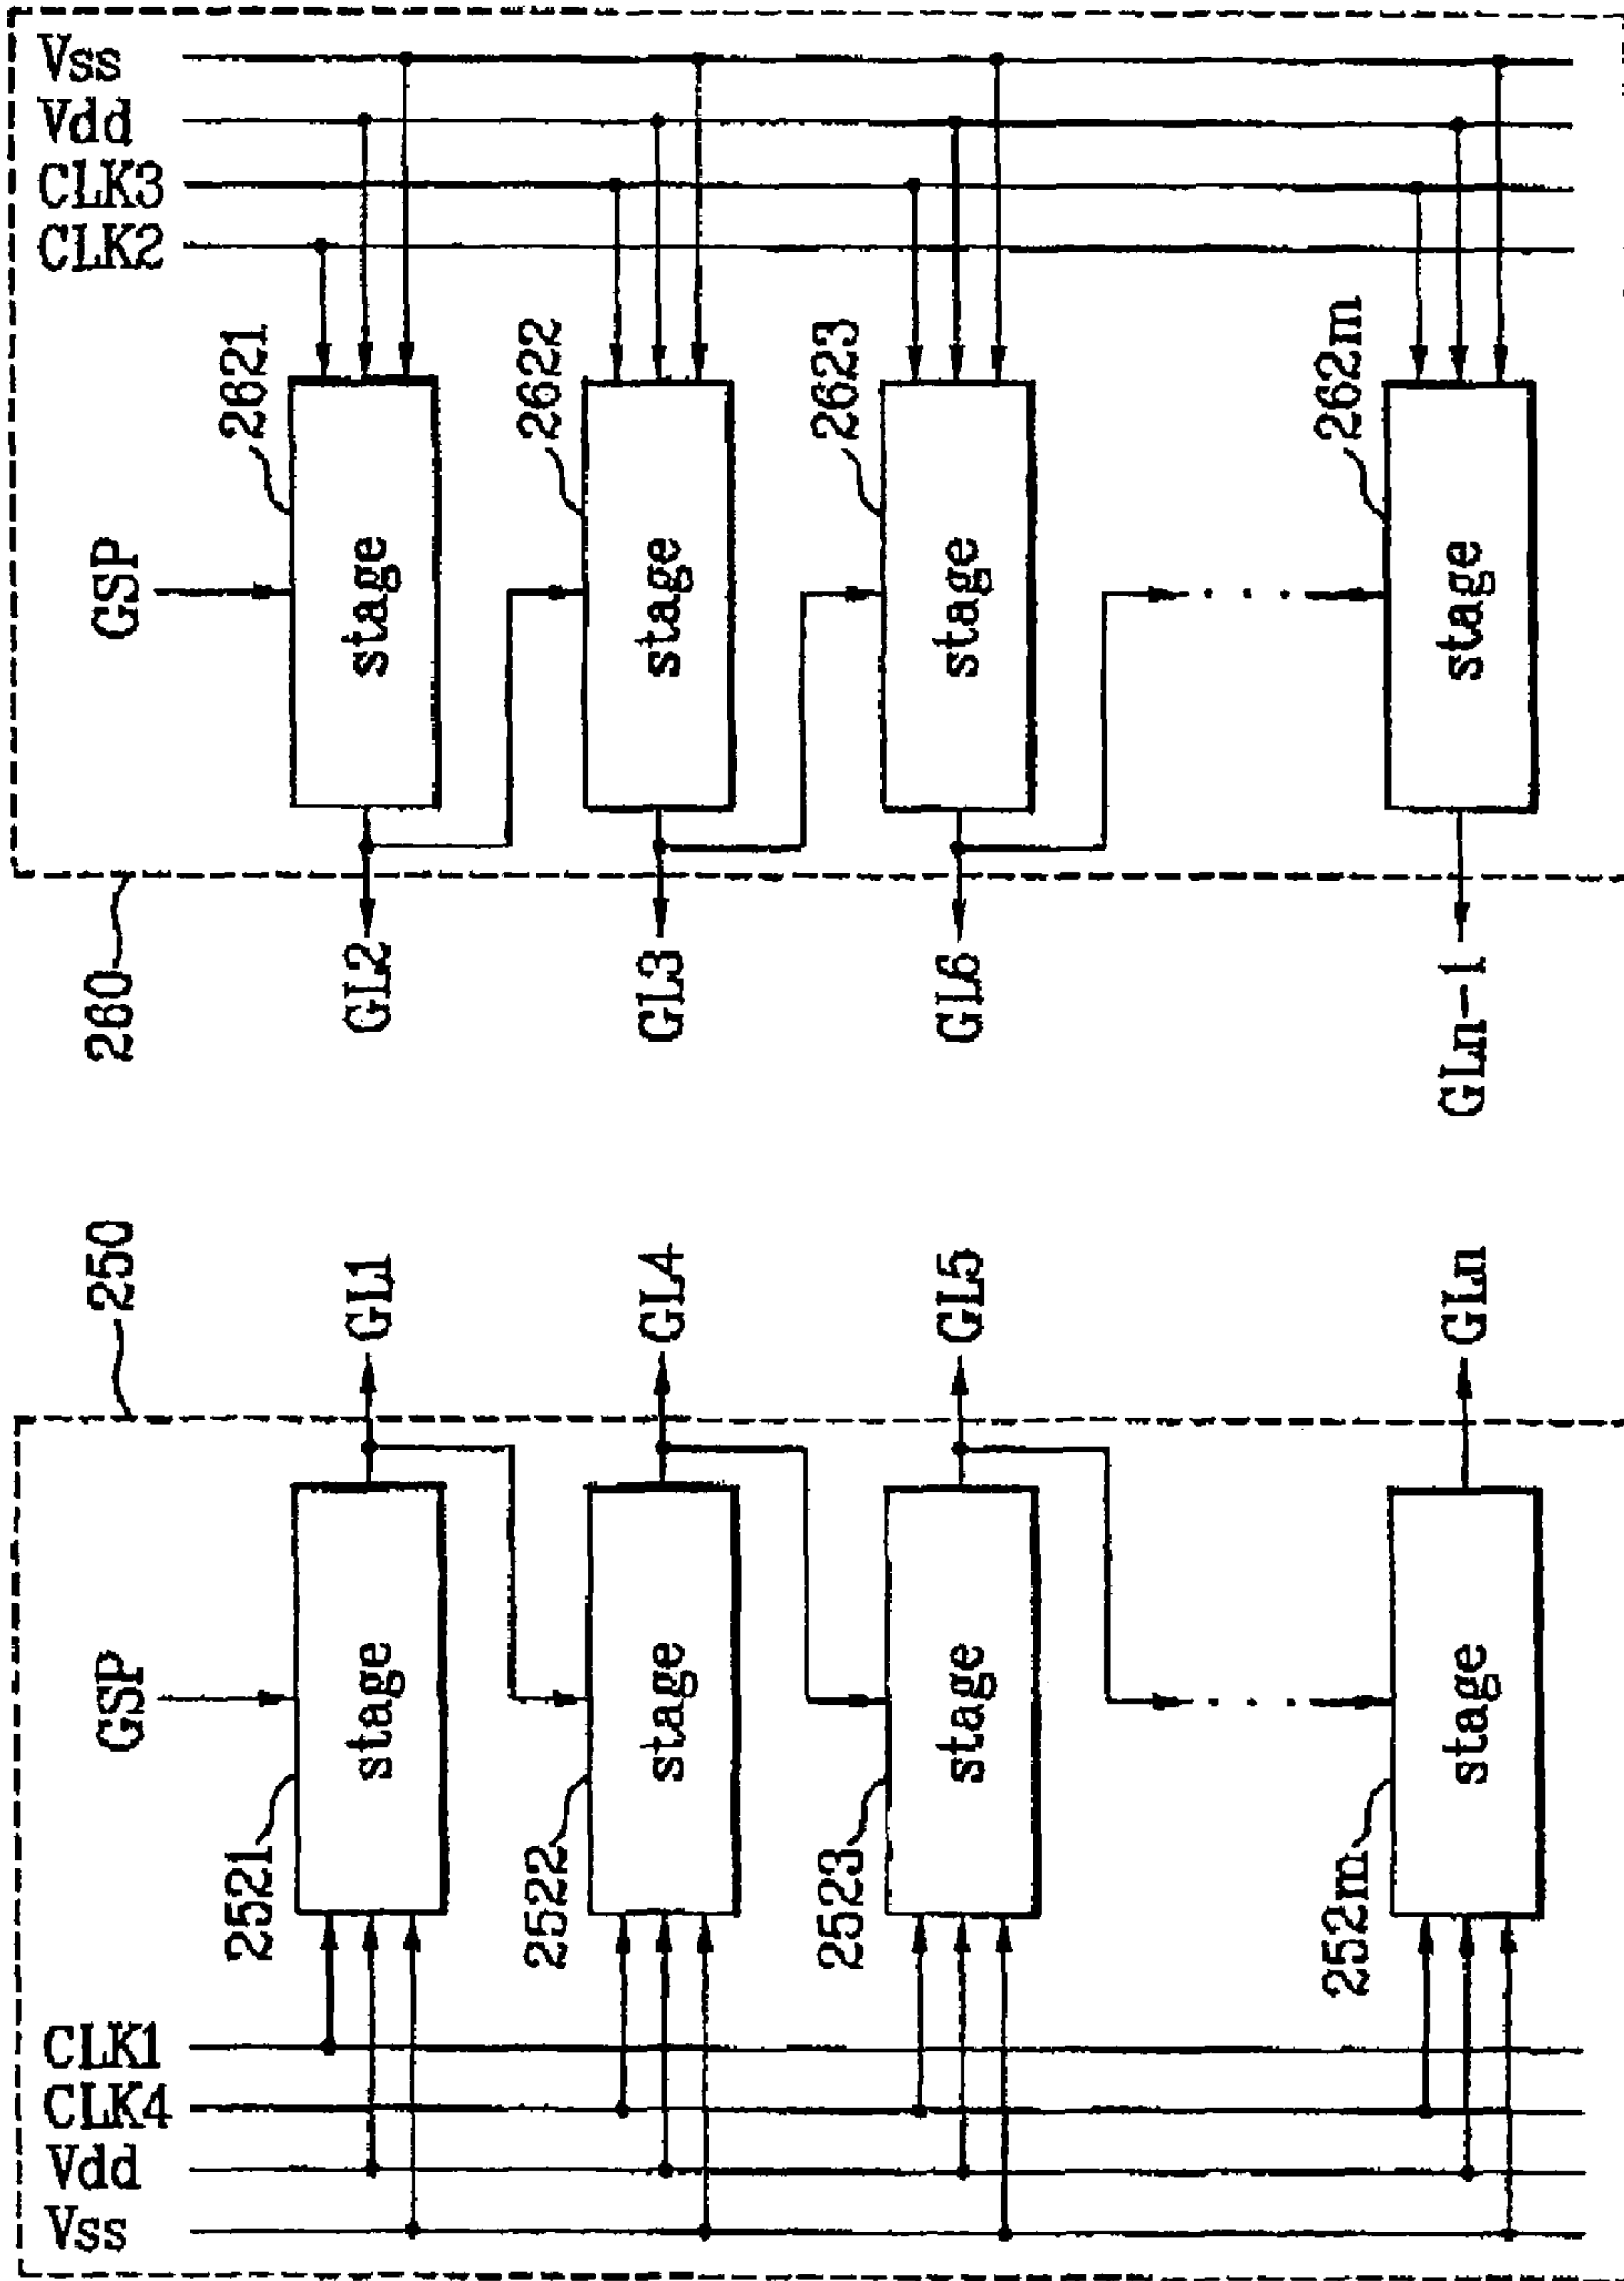 250
260
CLK1
CLK4
Vdd
Vss
GSP
GSP
Vss
Vdd
CLK3
CLK2
2521
stage
GL1
GL2
stage
2621
2522
stage
GL4
GL3
stage
2622
2523
stage
GL5
GL6
stage
2623
252m
stage
GLn
GLn-1
stage
262m